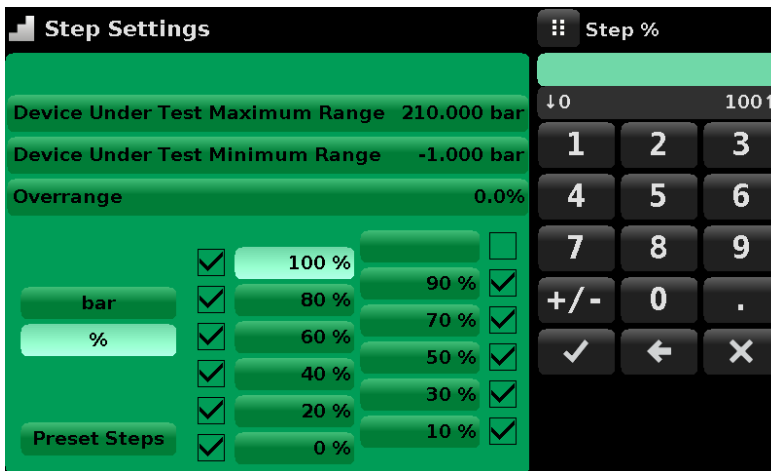 Step Settings
Device Under Test Maximum Range 210.000 bar
Device Under Test Minimum Range -1.000 bar
Overrange 0.0%
100 %
90 %
bar
80 %
70 %
%
60 %
50 %
40 %
30 %
20 %
10 %
Preset Steps
0 %
Step %
↓0 100↑
1 2 3
4 5 6
7 8 9
+/- 0 .